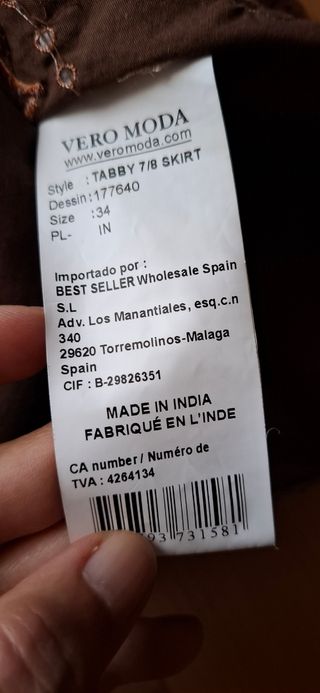 VERO MODA
www.veromoda.com
Style : TABBY 7/8 SKIRT
Dessin:177640
Size :34
PL- IN
Importado por :
BEST SELLER Wholesale Spain
S.L
Adv. Los Manantiales, esq.c.n
340
29620 Torremolinos-Malaga
Spain
CIF : B-29826351
MADE IN INDIA
FABRIQUÉ EN L'INDE
CA number / Numéro de
TVA : 4264134
93 731581